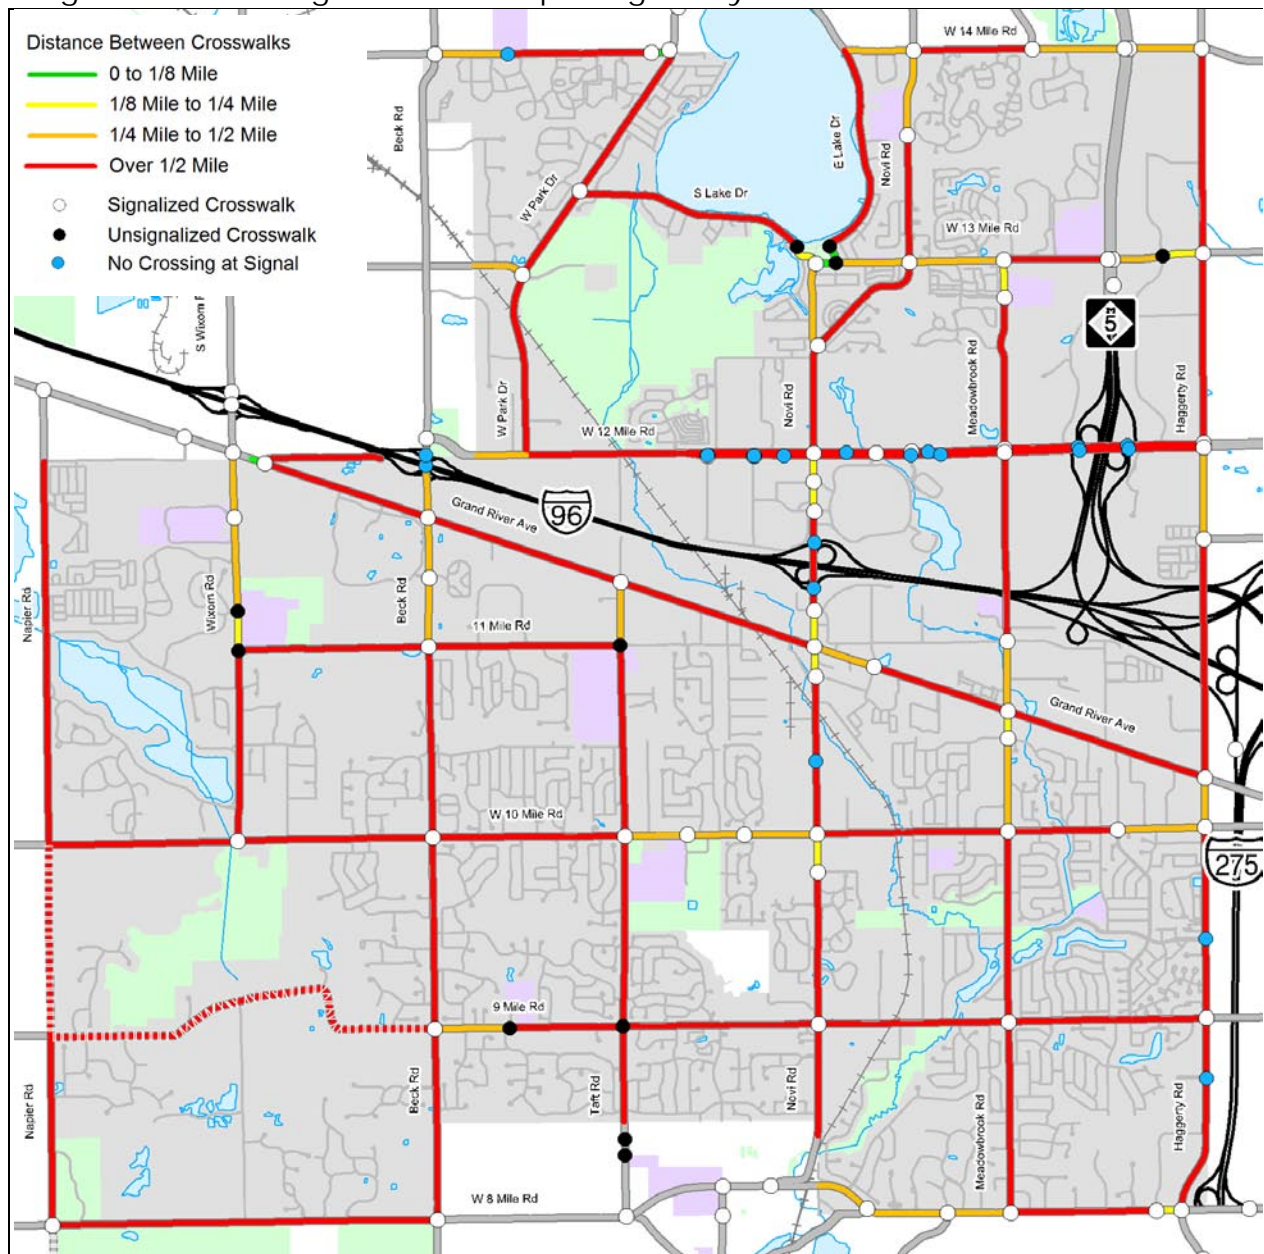 Distance Between Crosswalks
0 to 1/8 Mile
1/8 Mile to 1/4 Mile
1/4 Mile to 1/2 Mile
Over 1/2 Mile
Signalized Crosswalk
Unsignalized Crosswalk
No Crossing at Signal
W 14 Mile Rd
Beck Rd
E Lake Dr
Novi Rd
W Park Dr
S Lake Dr
W 13 Mile Rd
S Wixom
5
Meadowbrook Rd
Haggerty Rd
W Park Dr
Novi Rd
W 12 Mile Rd
Grand River Ave
96
Napier Rd
Wixom Rd
Beck Rd
11 Mile Rd
Grand River Ave
W 10 Mile Rd
275
9 Mile Rd
Napier Rd
Beck Rd
Taft Rd
Novi Rd
Meadowbrook Rd
Haggerty Rd
W 8 Mile Rd